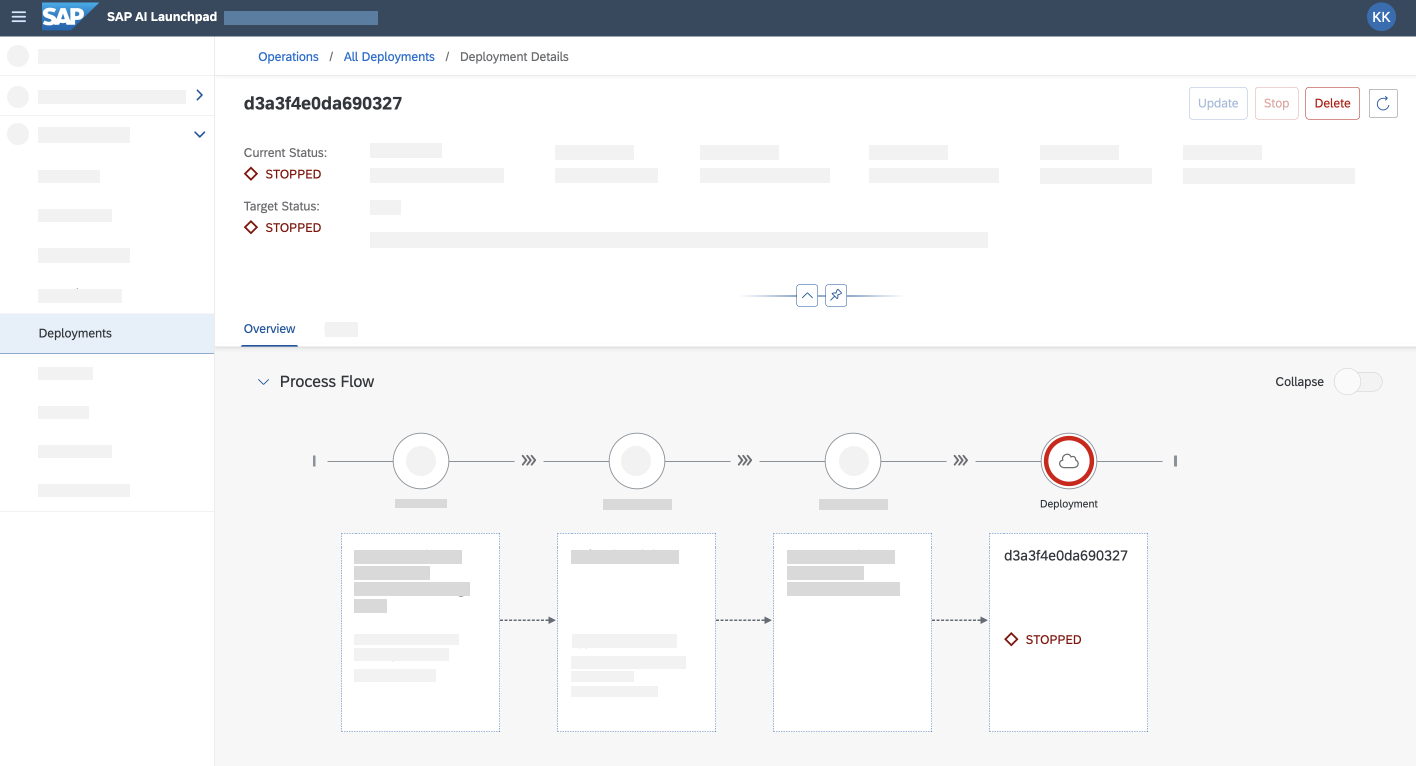 SAP SAP AI Launchpad KK
Operations / All Deployments / Deployment Details
d3a3f4e0da690327 Update Stop Delete
Current Status:
STOPPED
Target Status:
STOPPED
Overview
Deployments
Process Flow Collapse
Deployment
d3a3f4e0da690327
STOPPED